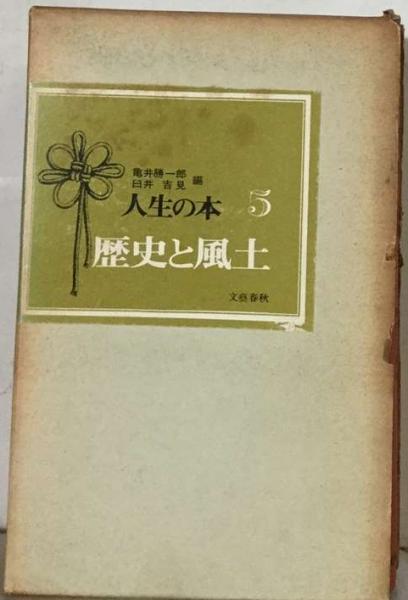 亀井勝一郎
臼井吉見 編
人生の本 5
歴史と風土
文藝春秋